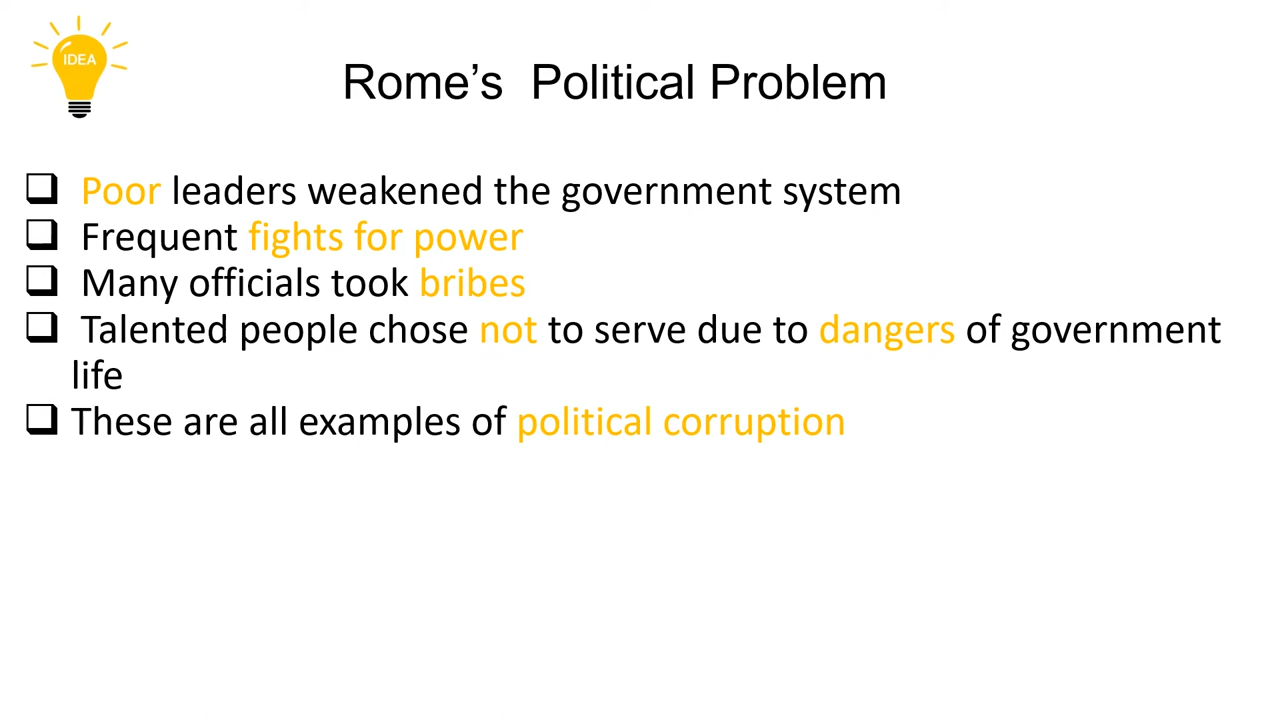 IDEA
Rome’s  Political Problem
❑ Poor leaders weakened the government system
❑ Frequent fights for power
❑ Many officials took bribes
❑ Talented people chose not to serve due to dangers of government
life
❑ These are all examples of political corruption